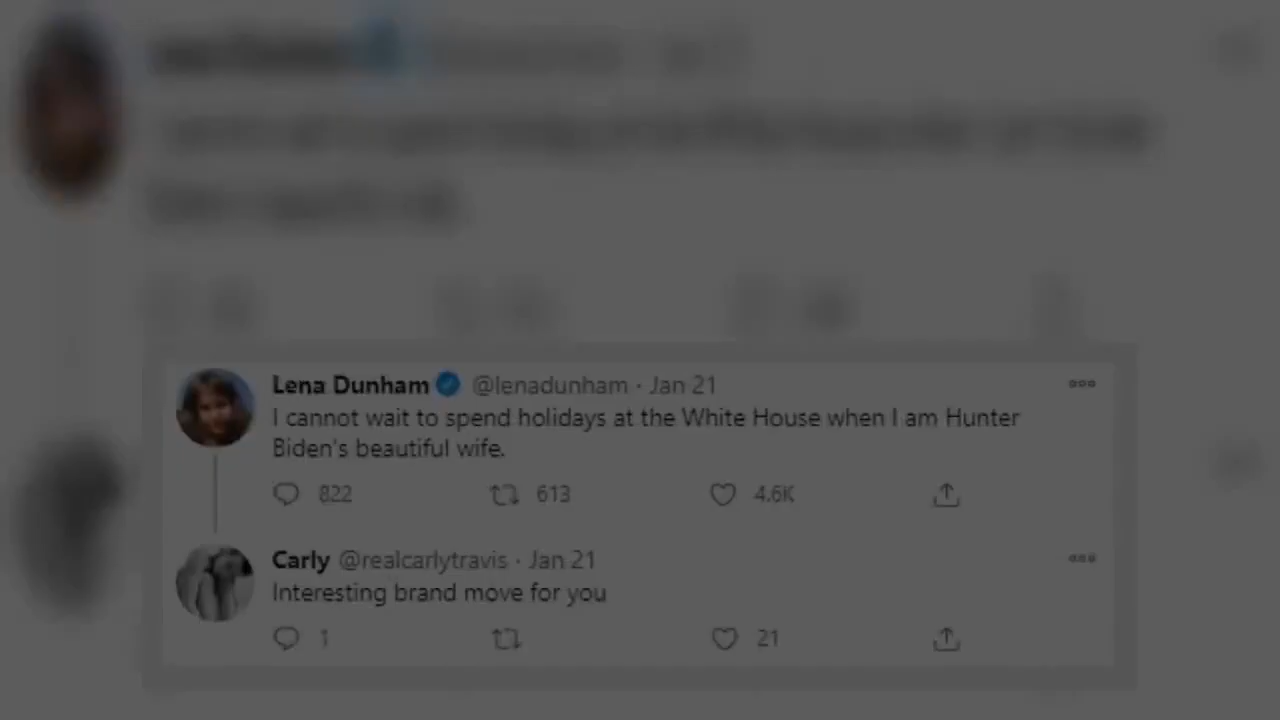 Lena Dunham @lenadunham · Jan 21
I cannot wait to spend holidays at the White House when I am Hunter
Biden's beautiful wife.
822 613 4.6K
Carly @realcarlytravis · Jan 21
Interesting brand move for you
1 21